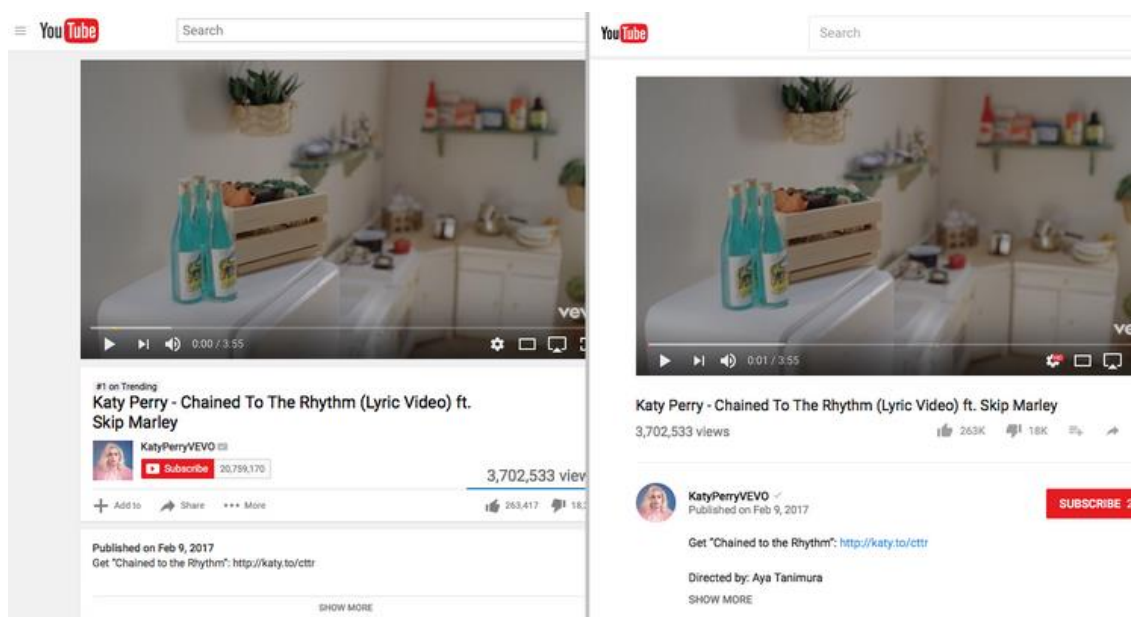 YouTube
Search
vev
0:00 / 3:55
#1 on Trending
Katy Perry - Chained To The Rhythm (Lyric Video) ft.
Skip Marley
KatyPerryVEVO
Subscribe 20,759,170
3,702,533 view
Add to Share More
263,417 18,
Published on Feb 9, 2017
Get "Chained to the Rhythm": http://katy.to/cttr
SHOW MORE
YouTube
Search
ve
0:01 / 3:55
Katy Perry - Chained To The Rhythm (Lyric Video) ft. Skip Marley
3,702,533 views
263K 18K
KatyPerryVEVO
Published on Feb 9, 2017
SUBSCRIBE 2
Get "Chained to the Rhythm": http://katy.to/cttr
Directed by: Aya Tanimura
SHOW MORE